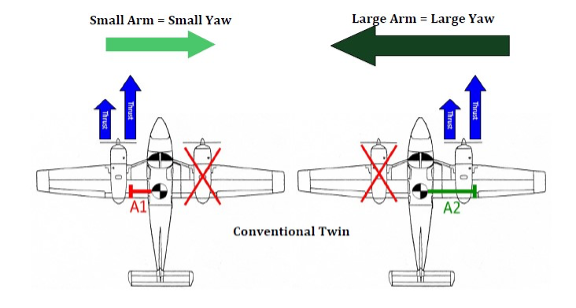 Small Arm = Small Yaw
Large Arm = Large Yaw
Thrust
Thrust
Thrust
Thrust
A1
A2
Conventional Twin